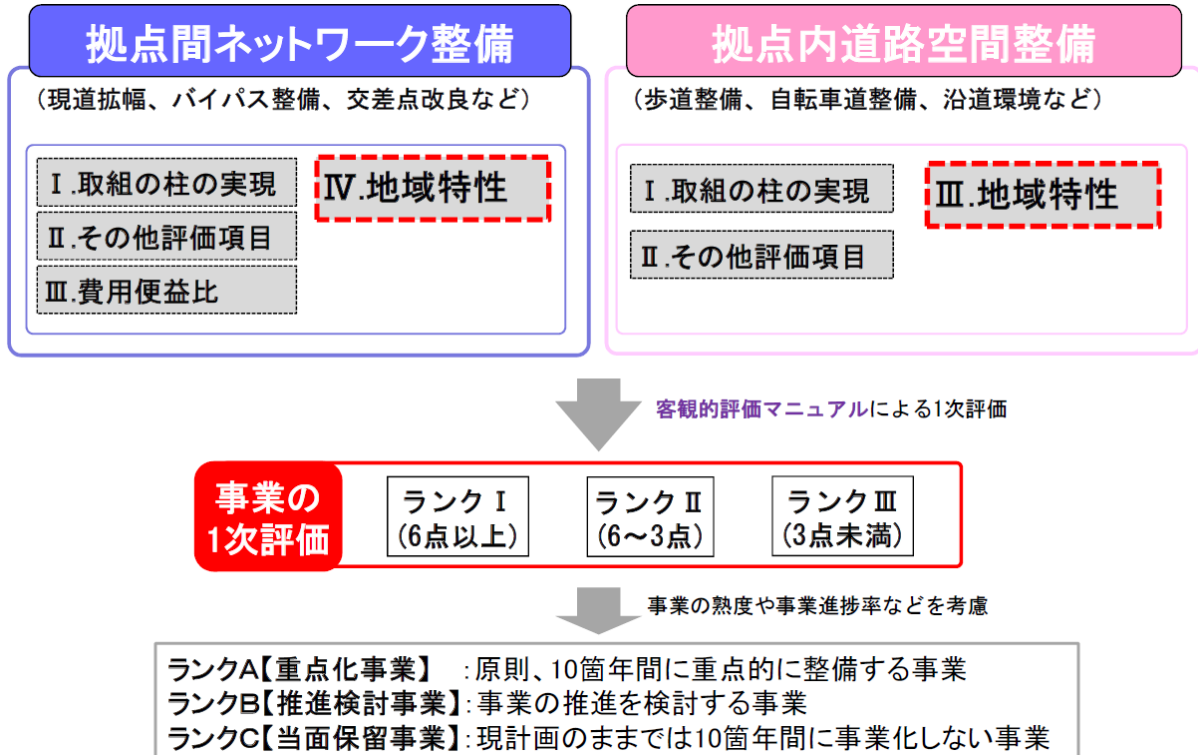 拠点間ネットワーク整備
(現道拡幅、バイパス整備、交差点改良など)
Ⅰ.取組の柱の実現
Ⅱ.その他評価項目
Ⅲ.費用便益比
Ⅳ.地域特性
拠点内道路空間整備
(歩道整備、自転車道整備、沿道環境など)
Ⅰ.取組の柱の実現
Ⅱ.その他評価項目
Ⅲ.地域特性
客観的評価マニュアルによる1次評価
事業の
1次評価
ランクⅠ
(6点以上)
ランクⅡ
(6～3点)
ランクⅢ
(3点未満)
事業の熟度や事業進捗率などを考慮
ランクA【重点化事業】 :原則、10箇年間に重点的に整備する事業
ランクB【推進検討事業】:事業の推進を検討する事業
ランクC【当面保留事業】:現計画のままでは10箇年間に事業化しない事業